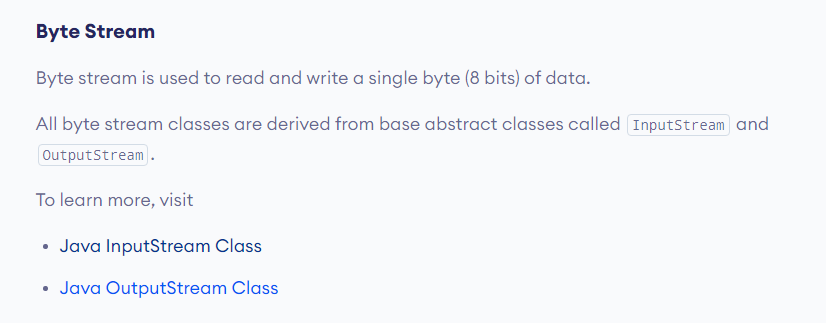 Byte Stream
Byte stream is used to read and write a single byte (8 bits) of data.
All byte stream classes are derived from base abstract classes called InputStream and
OutputStream.
To learn more, visit
• Java InputStream Class
• Java OutputStream Class